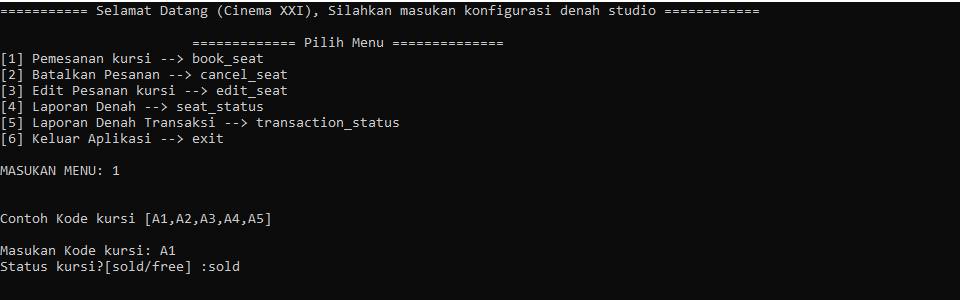 =========== Selamat Datang (Cinema XXI), Silahkan masukan konfigurasi denah studio ============
============= Pilih Menu ==============
[1] Pemesanan kursi --> book_seat
[2] Batalkan Pesanan --> cancel_seat
[3] Edit Pesanan kursi --> edit_seat
[4] Laporan Denah --> seat_status
[5] Laporan Denah Transaksi --> transaction_status
[6] Keluar Aplikasi --> exit
MASUKAN MENU: 1
Contoh Kode kursi [A1,A2,A3,A4,A5]
Masukan Kode kursi: A1
Status kursi?[sold/free] :sold